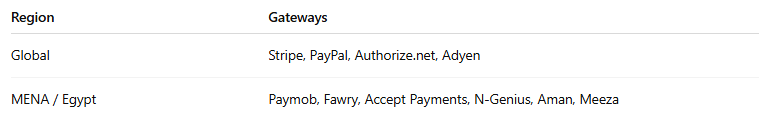 Region Gateways
Global Stripe, PayPal, Authorize.net, Adyen
MENA / Egypt Paymob, Fawry, Accept Payments, N-Genius, Aman, Meeza